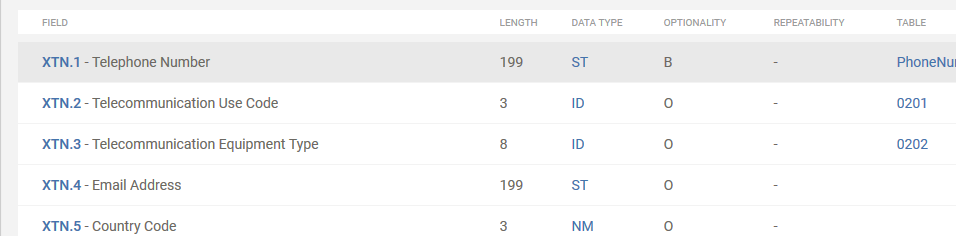 FIELD LENGTH DATA TYPE OPTIONALITY REPEATABILITY TABLE
XTN.1 - Telephone Number 199 ST B - PhoneNu
XTN.2 - Telecommunication Use Code 3 ID O - 0201
XTN.3 - Telecommunication Equipment Type 8 ID O - 0202
XTN.4 - Email Address 199 ST O -
XTN.5 - Country Code 3 NM O -